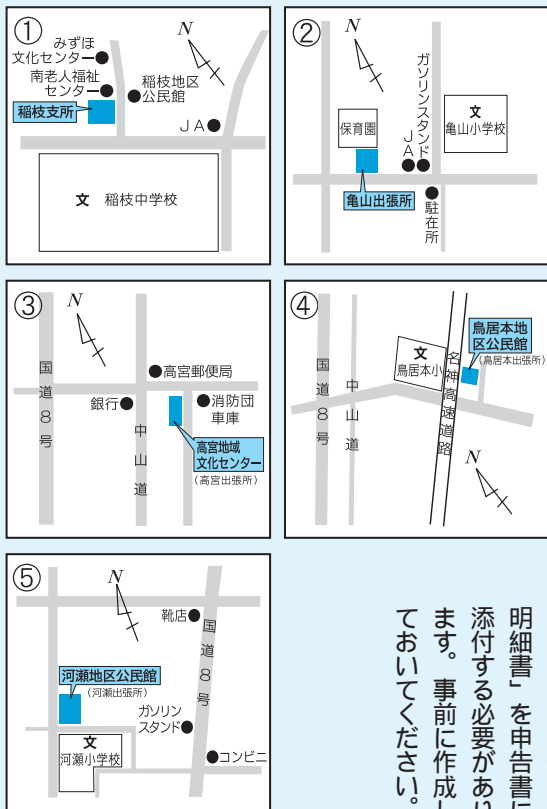 ①
みずほ
文化センター
南老人福祉
センター
稲枝支所
稲枝地区
公民館
JA
N
文 稲枝中学校
②
N
保育園
亀山出張所
JA
ガソリンスタンド
文
亀山小学校
駐在所
③
N
国道8号
高宮郵便局
銀行
中山道
消防団
車庫
高宮地域
文化センター
(高宮出張所)
④
国道8号
中山道
文
鳥居本小
名神高速道路
鳥居本地
区公民館
(鳥居本出張所)
N
⑤
N
靴店
国道8号
河瀬地区公民館
(河瀬出張所)
ガソリン
スタンド
文
河瀬小学校
コンビニ
明細書」を申告書に
添付する必要があり
ます。事前に作成し
ておいてください。